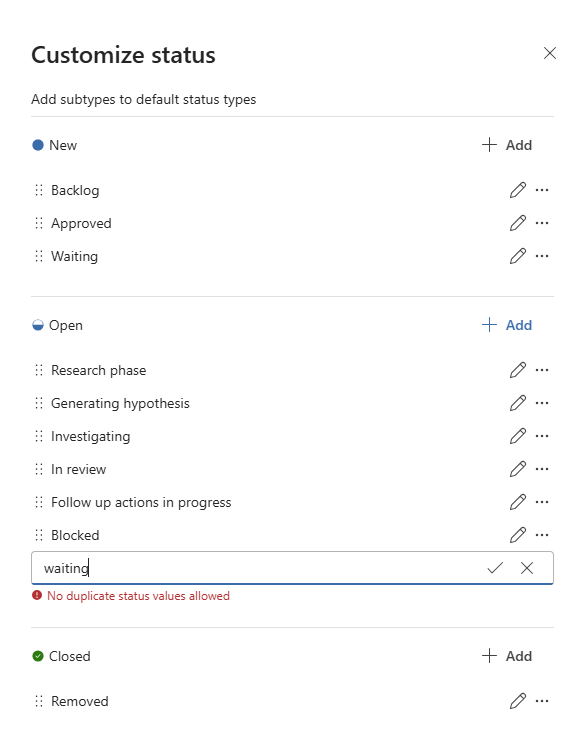 Customize status
Add subtypes to default status types
New
Add
Backlog
Approved
Waiting
Open
Add
Research phase
Generating hypothesis
Investigating
In review
Follow up actions in progress
Blocked
waiting
No duplicate status values allowed
Closed
Add
Removed